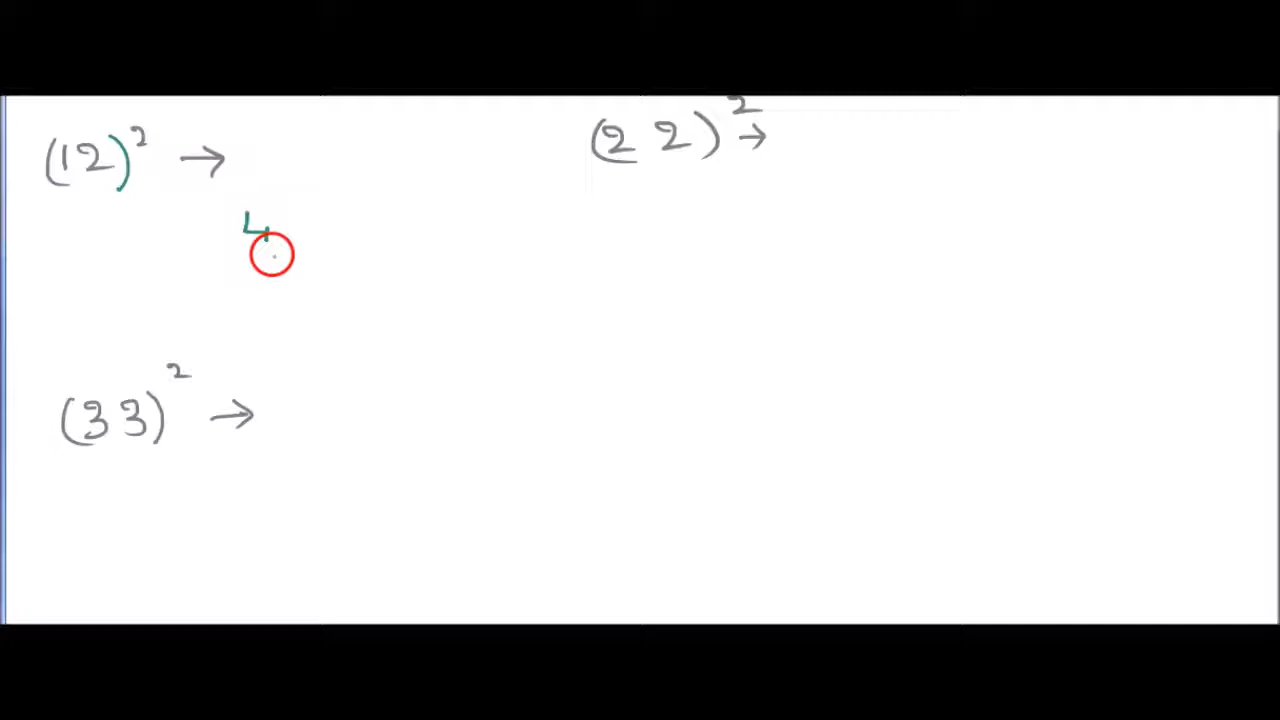 (12)² →
(22)² →
4
(33)² →